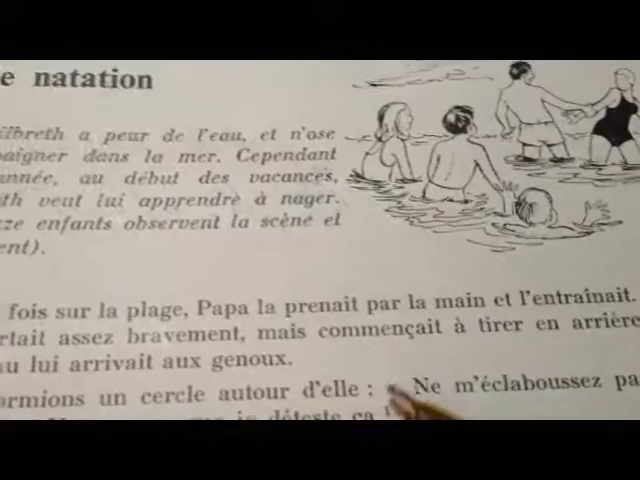 e natation
ilbreth a peur de l'eau, et n'ose
baigner dans la mer. Cependant
année, au début des vacances,
th veut lui apprendre à nager.
ze enfants observent la scène et
ent).
fois sur la plage, Papa la prenait par la main et l'entraînait.
rtait assez bravement, mais commençait à tirer en arrière
au lui arrivait aux genoux.
ormions un cercle autour d'elle : Ne m'éclaboussez pa
je déteste ça